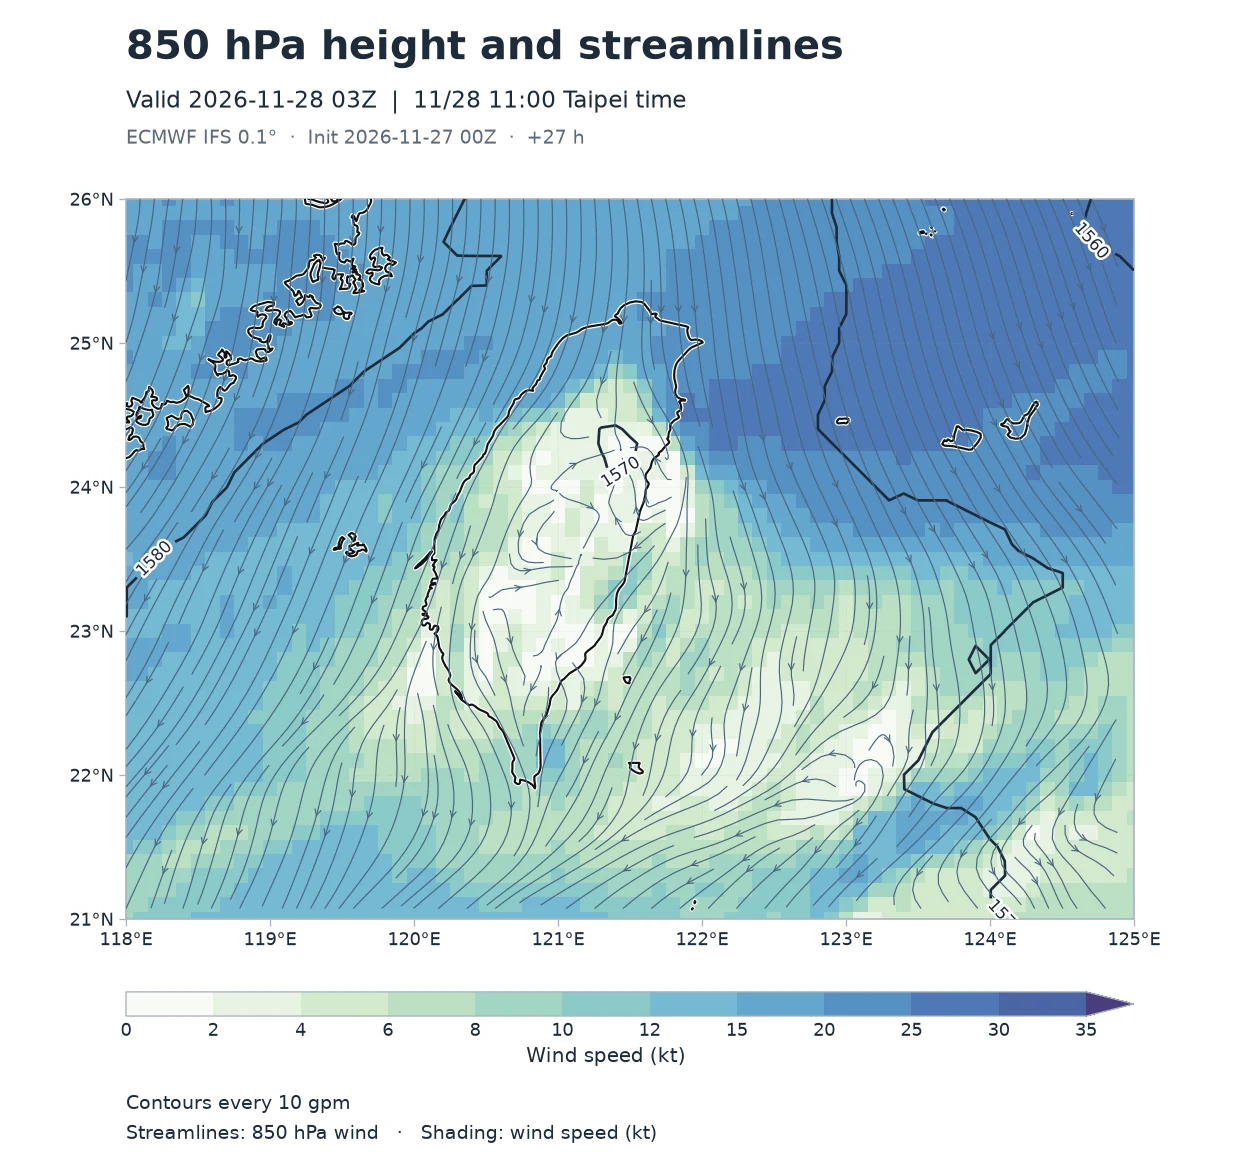 850 hPa height and streamlines
Valid 2026-11-28 03Z | 11/28 11:00 Taipei time
ECMWF IFS 0.1° · Init 2026-11-27 00Z · +27 h
26°N
1560
25°N
24°N
1570
1580
23°N
22°N
21°N
118°E 119°E 120°E 121°E 122°E 123°E 124°E 125°E
0 2 4 6 8 10 12 15 20 25 30 35
Wind speed (kt)
Contours every 10 gpm
Streamlines: 850 hPa wind · Shading: wind speed (kt)